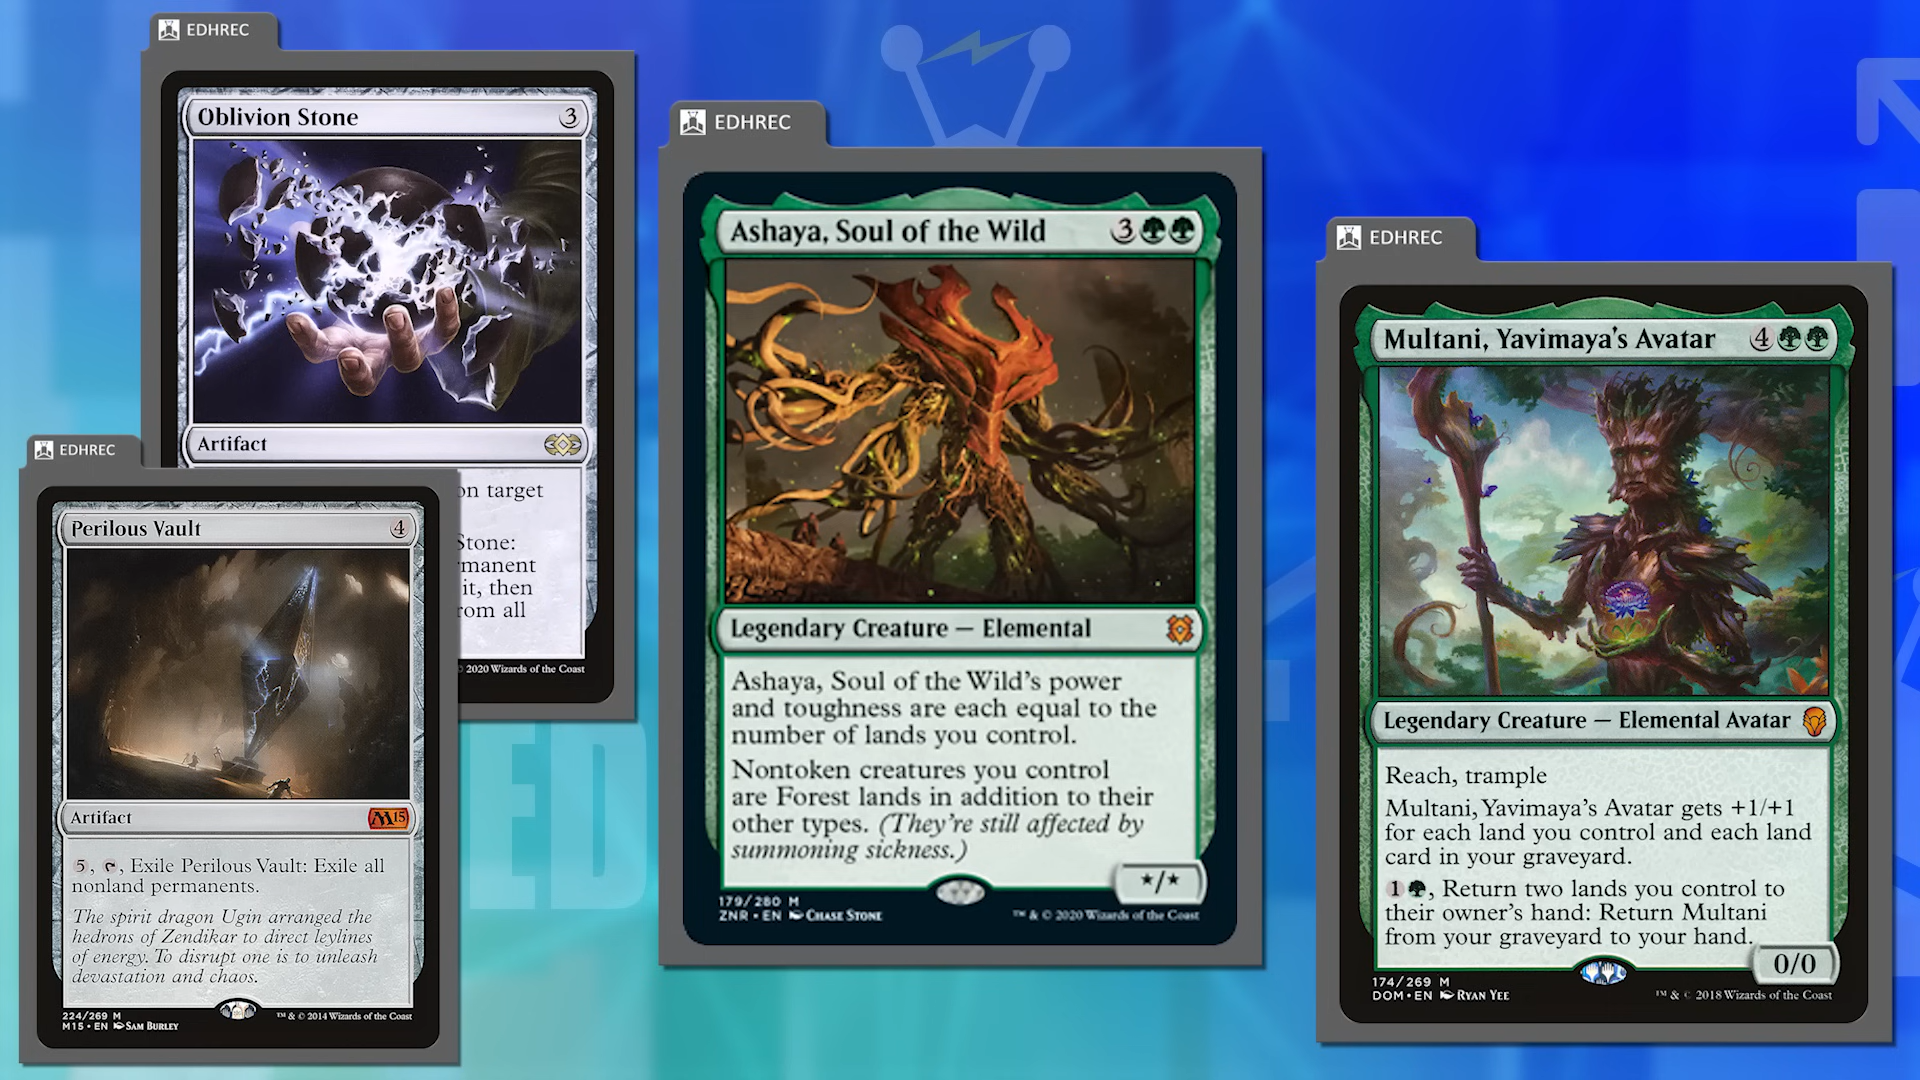 EDHREC
Oblivion Stone 3
Artifact
on target
Stone:
rmanent
it, then
rom all
2020 Wizards of the Coast
EDHREC
Perilous Vault 4
Artifact
M15
5, Exile Perilous Vault: Exile all
nonland permanents.
The spirit dragon Ugin arranged the
hedrons of Zendikar to direct leylines
of energy. To disrupt one is to unleash
devastation and chaos.
224/269 M
M15 • EN SAM BURLEY
™ & © 2014 Wizards of the Coast
ED
EDHREC
Ashaya, Soul of the Wild 3
Legendary Creature — Elemental
Ashaya, Soul of the Wild's power
and toughness are each equal to the
number of lands you control.
Nontoken creatures you control
are Forest lands in addition to their
other types. (They're still affected by
summoning sickness.)
*/*
179/280 M
ZNR • EN CHASE STONE
™ & © 2020 Wizards of the Coast
EDHREC
Multani, Yavimaya's Avatar 4
Legendary Creature — Elemental Avatar
Reach, trample
Multani, Yavimaya's Avatar gets +1/+1
for each land you control and each land
card in your graveyard.
1, Return two lands you control to
their owner's hand: Return Multani
from your graveyard to your hand.
0/0
174/269 M
DOM • EN RYAN YEE
™ & © 2018 Wizards of the Coast